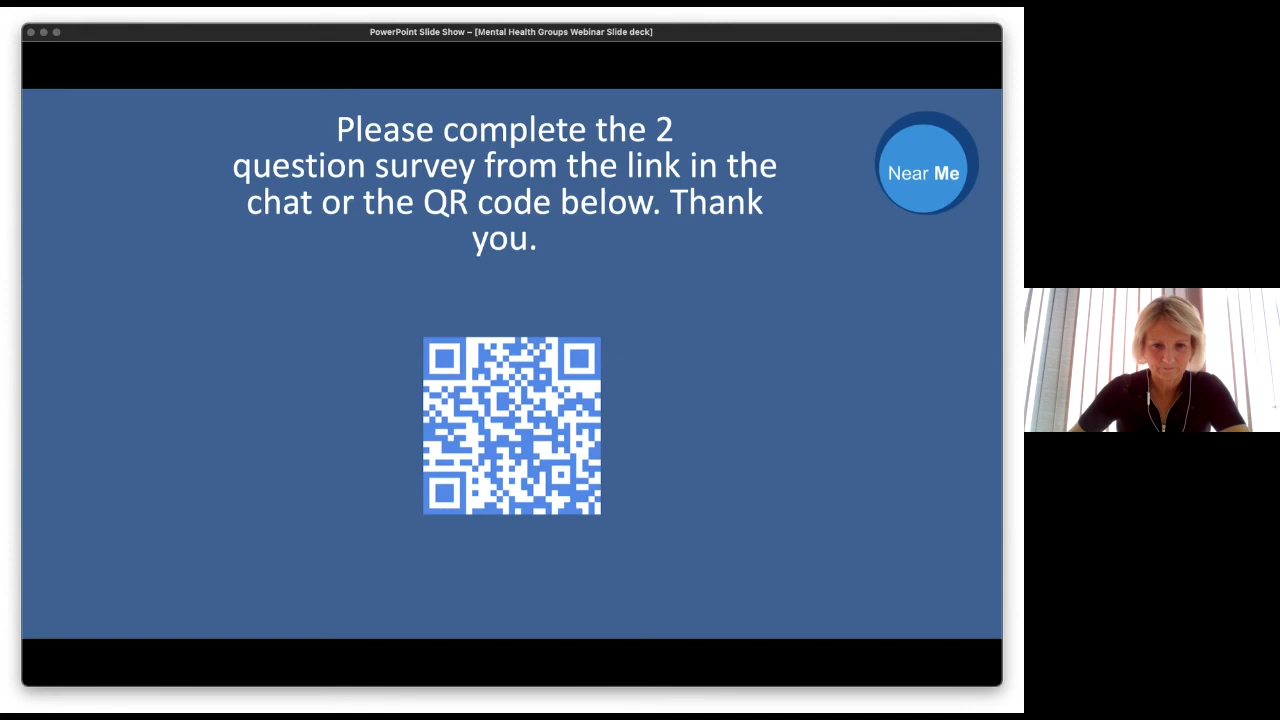 PowerPoint Slide Show – [Mental Health Groups Webinar Slide deck]
Please complete the 2
question survey from the link in the
chat or the QR code below. Thank
you.
Near Me